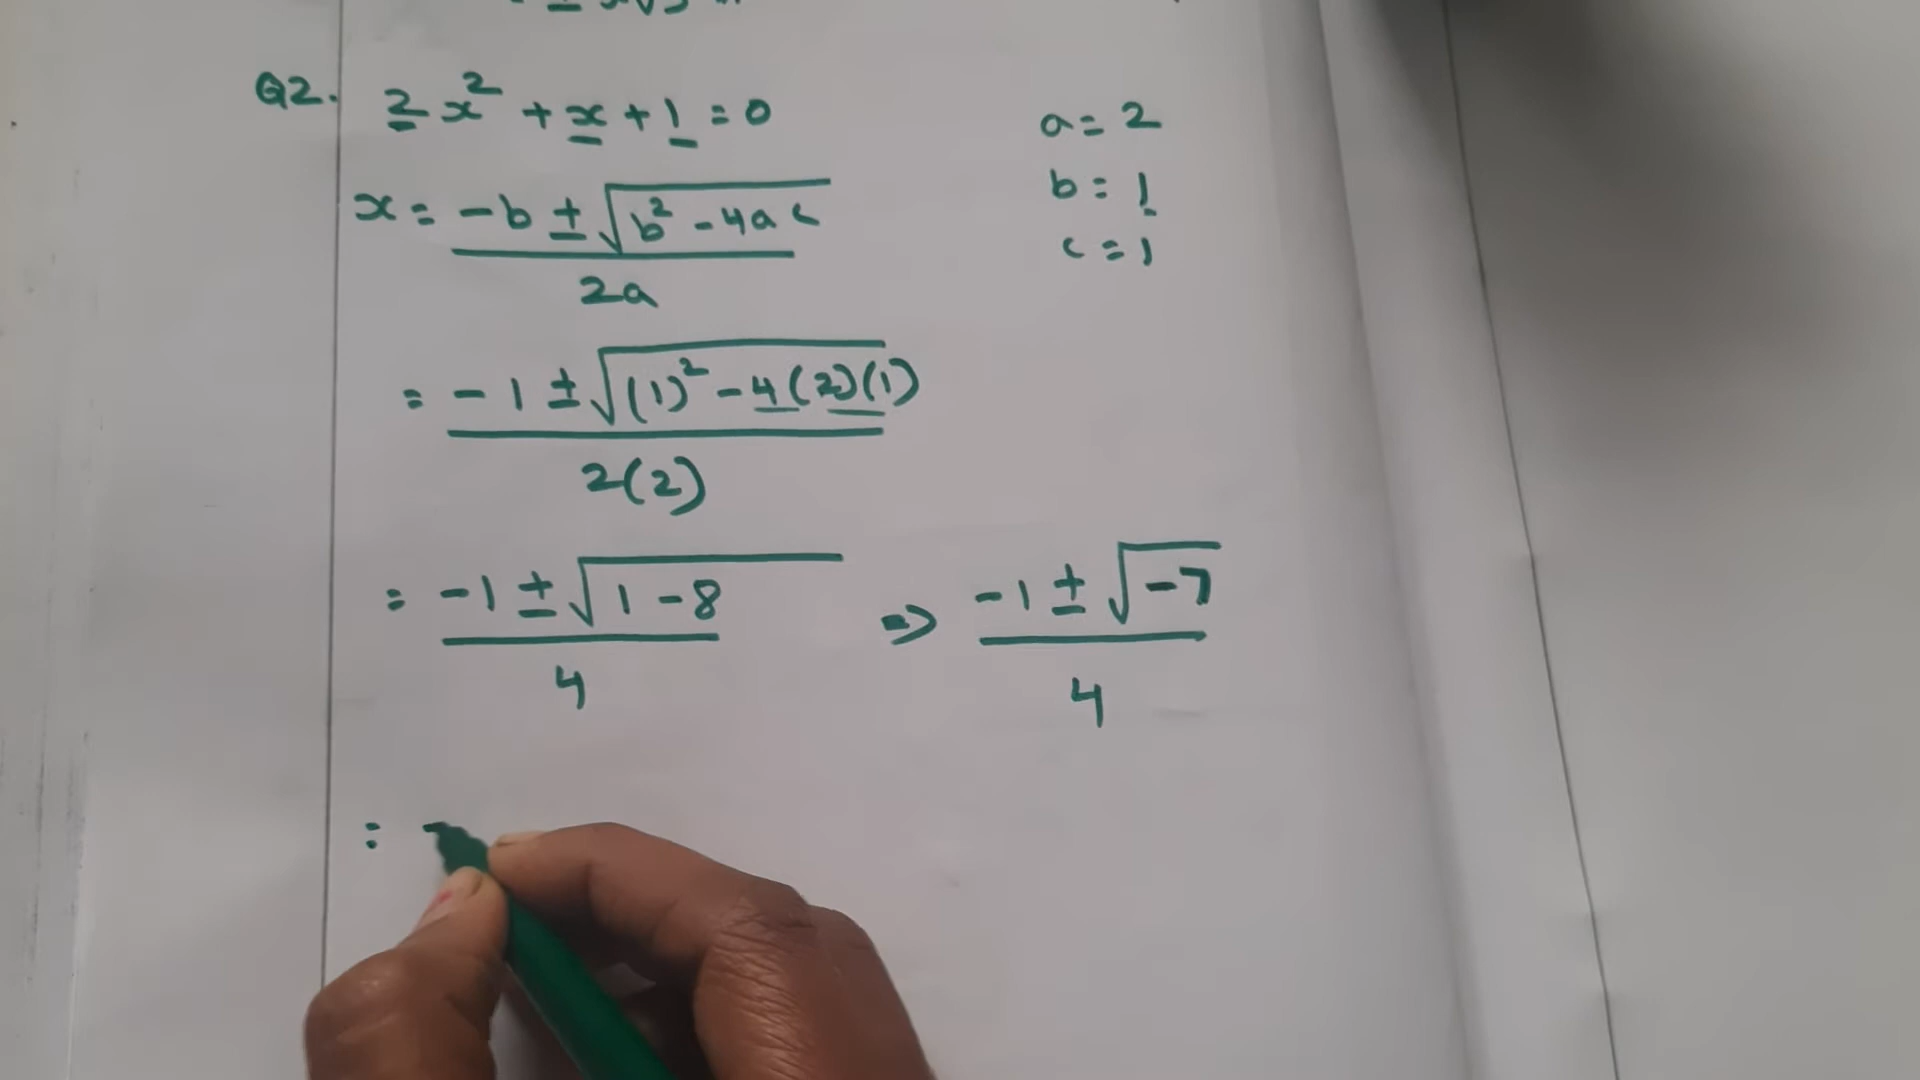 Q2. 2x² + x + 1 = 0
a = 2
x = -b ± √(b² - 4ac) / 2a
b = 1
c = 1
= -1 ± √((1)² - 4(2)(1)) / 2(2)
= -1 ± √(1 - 8) / 4 => -1 ± √(-7) / 4
= -